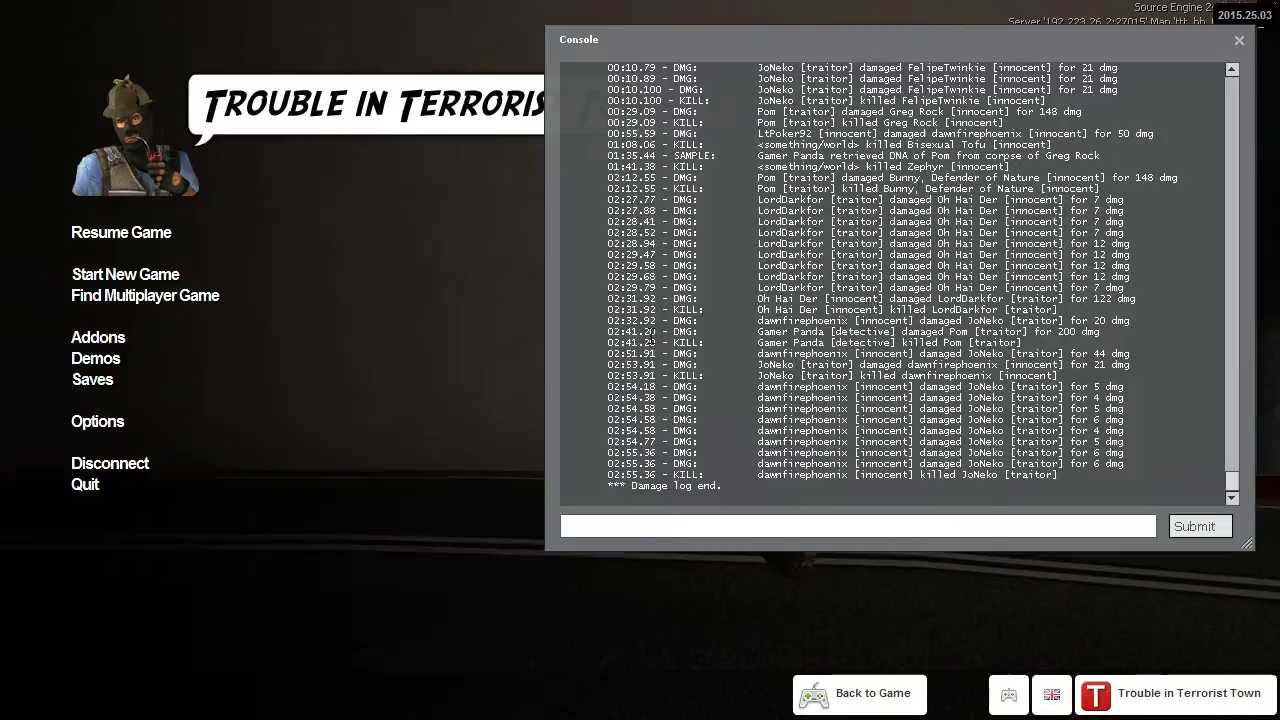 Source Engine 2
2015.25.03
Server '192.223.26.2:27015' Map 'ttt_bb
Console
TROUBLE IN TERRORIS
Resume Game
Start New Game
Find Multiplayer Game
Addons
Demos
Saves
Options
Disconnect
Quit
00:10.79 - DMG: JoNeko [traitor] damaged FelipeTwinkie [innocent] for 21 dmg
00:10.89 - DMG: JoNeko [traitor] damaged FelipeTwinkie [innocent] for 21 dmg
00:10.100 - DMG: JoNeko [traitor] damaged FelipeTwinkie [innocent] for 21 dmg
00:10.100 - KILL: JoNeko [traitor] killed FelipeTwinkie [innocent]
00:29.09 - DMG: Pom [traitor] damaged Greg Rock [innocent] for 148 dmg
00:29.09 - KILL: Pom [traitor] killed Greg Rock [innocent]
00:55.59 - DMG: LtPoker92 [innocent] damaged dawnfirephoenix [innocent] for 50 dmg
01:08.06 - KILL: <something/world> killed Bisexual Tofu [innocent]
01:35.44 - SAMPLE: Gamer Panda retrieved DNA of Pom from corpse of Greg Rock
01:41.38 - KILL: <something/world> killed Zephyr [innocent]
02:12.55 - DMG: Pom [traitor] damaged Bunny, Defender of Nature [innocent] for 148 dmg
02:12.55 - KILL: Pom [traitor] killed Bunny, Defender of Nature [innocent]
02:27.77 - DMG: LordDarkfor [traitor] damaged Oh Hai Der [innocent] for 7 dmg
02:27.88 - DMG: LordDarkfor [traitor] damaged Oh Hai Der [innocent] for 7 dmg
02:28.41 - DMG: LordDarkfor [traitor] damaged Oh Hai Der [innocent] for 7 dmg
02:28.52 - DMG: LordDarkfor [traitor] damaged Oh Hai Der [innocent] for 7 dmg
02:28.94 - DMG: LordDarkfor [traitor] damaged Oh Hai Der [innocent] for 12 dmg
02:29.47 - DMG: LordDarkfor [traitor] damaged Oh Hai Der [innocent] for 12 dmg
02:29.58 - DMG: LordDarkfor [traitor] damaged Oh Hai Der [innocent] for 12 dmg
02:29.68 - DMG: LordDarkfor [traitor] damaged Oh Hai Der [innocent] for 12 dmg
02:29.79 - DMG: LordDarkfor [traitor] damaged Oh Hai Der [innocent] for 7 dmg
02:31.92 - DMG: Oh Hai Der [innocent] damaged LordDarkfor [traitor] for 122 dmg
02:31.92 - KILL: Oh Hai Der [innocent] killed LordDarkfor [traitor]
02:32.92 - DMG: dawnfirephoenix [innocent] damaged JoNeko [traitor] for 20 dmg
- DMG: Gamer Panda [detective] damaged Pom [traitor] for 200 dmg
- KILL: Gamer Panda [detective] killed Pom [traitor]
02:51.91 - DMG: dawnfirephoenix [innocent] damaged JoNeko [traitor] for 44 dmg
02:53.91 - DMG: JoNeko [traitor] damaged dawnfirephoenix [innocent] for 21 dmg
02:53.91 - KILL: JoNeko [traitor] killed dawnfirephoenix [innocent]
02:54.18 - DMG: dawnfirephoenix [innocent] damaged JoNeko [traitor] for 5 dmg
02:54.38 - DMG: dawnfirephoenix [innocent] damaged JoNeko [traitor] for 4 dmg
02:54.58 - DMG: dawnfirephoenix [innocent] damaged JoNeko [traitor] for 5 dmg
02:54.58 - DMG: dawnfirephoenix [innocent] damaged JoNeko [traitor] for 6 dmg
02:54.58 - DMG: dawnfirephoenix [innocent] damaged JoNeko [traitor] for 4 dmg
02:54.77 - DMG: dawnfirephoenix [innocent] damaged JoNeko [traitor] for 5 dmg
02:55.36 - DMG: dawnfirephoenix [innocent] damaged JoNeko [traitor] for 6 dmg
02:55.36 - DMG: dawnfirephoenix [innocent] damaged JoNeko [traitor] for 6 dmg
02:55.36 - KILL: dawnfirephoenix [innocent] killed JoNeko [traitor]
*** Damage log end.
Submit
Back to Game
T Trouble in Terrorist Town